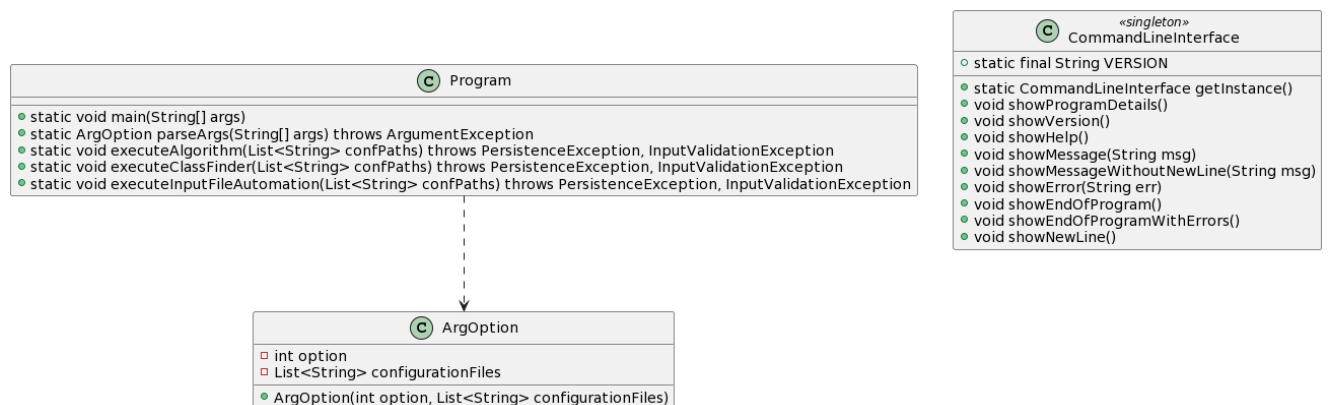 C Program
static void main(String[] args)
static ArgOption parseArgs(String[] args) throws ArgumentException
static void executeAlgorithm(List<String> confPaths) throws PersistenceException, InputValidationException
static void executeClassFinder(List<String> confPaths) throws PersistenceException, InputValidationException
static void executeInputFileAutomation(List<String> confPaths) throws PersistenceException, InputValidationException
«singleton»
C CommandLineInterface
static final String VERSION
static CommandLineInterface getInstance()
void showProgramDetails()
void showVersion()
void showHelp()
void showMessage(String msg)
void showMessageWithoutNewLine(String msg)
void showError(String err)
void showEndOfProgram()
void showEndOfProgramWithErrors()
void showNewLine()
C ArgOption
int option
List<String> configurationFiles
ArgOption(int option, List<String> configurationFiles)